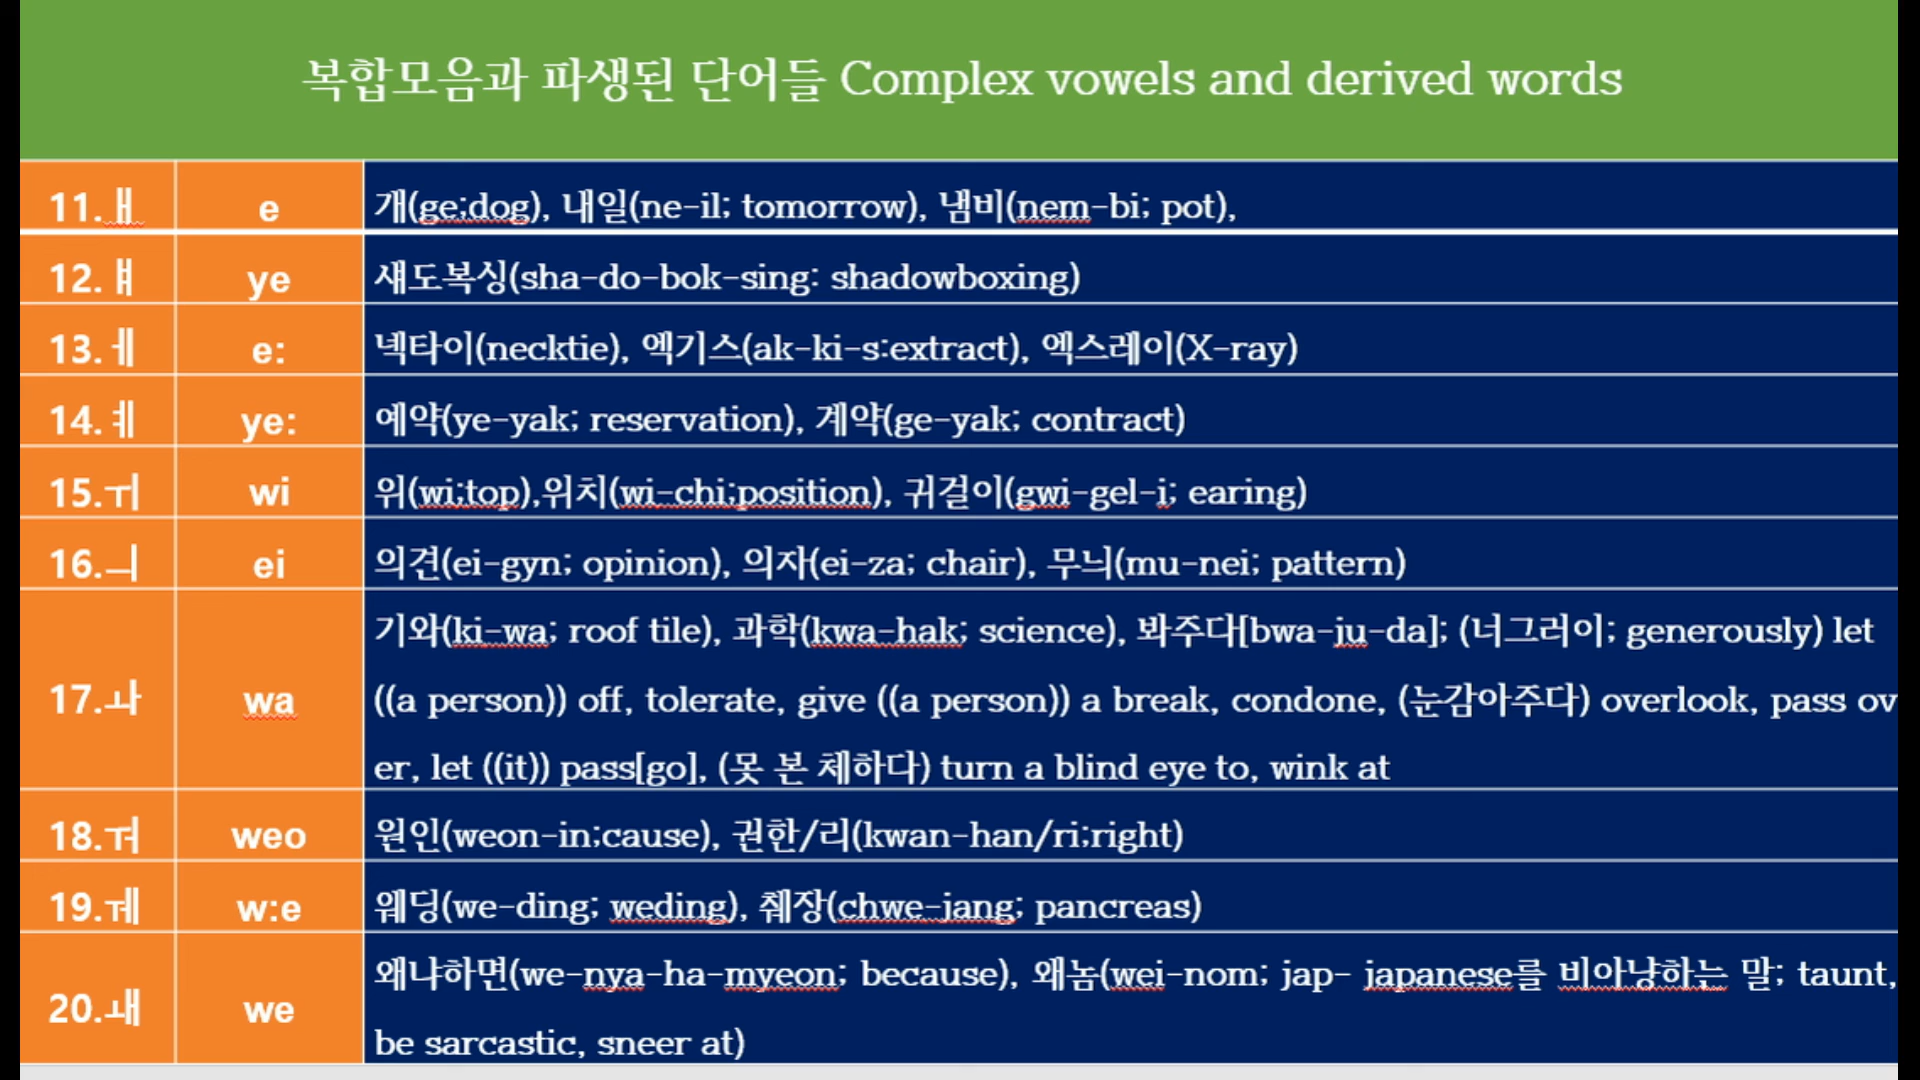 복합모음과 파생된 단어들 Complex vowels and derived words
11.ㅐ e 개(ge;dog), 내일(ne-il; tomorrow), 냄비(nem-bi; pot),
12.ㅒ ye 섀도복싱(sha-do-bok-sing: shadowboxing)
13.ㅔ e: 넥타이(necktie), 엑기스(ak-ki-s:extract), 엑스레이(X-ray)
14.ㅖ ye: 예약(ye-yak; reservation), 계약(ge-yak; contract)
15.ㅟ wi 위(wi;top),위치(wi-chi;position), 귀걸이(gwi-gel-i; earing)
16.ㅢ ei 의견(ei-gyn; opinion), 의자(ei-za; chair), 무늬(mu-nei; pattern)
17.ㅘ wa 기와(ki-wa; roof tile), 과학(kwa-hak; science), 봐주다[bwa-ju-da]; (너그러이; generously) let
((a person)) off, tolerate, give ((a person)) a break, condone, (눈감아주다) overlook, pass ov
er, let ((it)) pass[go], (못 본 체하다) turn a blind eye to, wink at
18.ㅝ weo 원인(weon-in;cause), 권한/리(kwan-han/ri;right)
19.ㅞ w:e 웨딩(we-ding; weding), 췌장(chwe-jang; pancreas)
20.ㅙ we 왜냐하면(we-nya-ha-myeon; because), 왜놈(wei-nom; jap- japanese를 비아냥하는 말; taunt,
be sarcastic, sneer at)